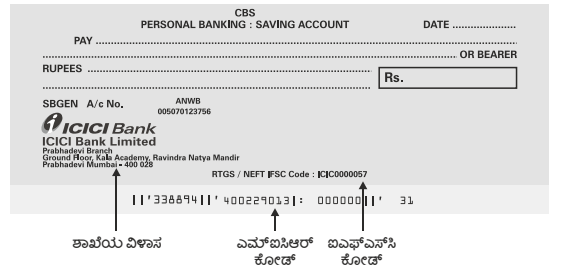 CBS
PERSONAL BANKING : SAVING ACCOUNT DATE ....................
PAY ....................
.................... OR BEARER
RUPEES ....................
Rs.
SBGEN A/c No. ANWB
005070123756
ICICI Bank
ICICI Bank Limited
Prabhadevi Branch
Ground Floor, Kala Academy, Ravindra Natya Mandir
Prabhadevi Mumbai - 400 028
RTGS / NEFT IFSC Code : ICIC0000057
||'338894||' 400229013|: 000000||' 31
ಶಾಖೆಯ ವಿಳಾಸ ಎಮ್ಐಸಿಆರ್ ಐಎಫ್ಎಸ್‌ಸಿ
ಕೋಡ್ ಕೋಡ್